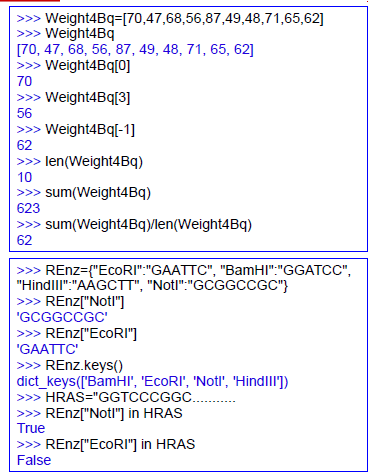 >>> Weight4Bq=[70,47,68,56,87,49,48,71,65,62]
>>> Weight4Bq
[70, 47, 68, 56, 87, 49, 48, 71, 65, 62]
>>> Weight4Bq[0]
70
>>> Weight4Bq[3]
56
>>> Weight4Bq[-1]
62
>>> len(Weight4Bq)
10
>>> sum(Weight4Bq)
623
>>> sum(Weight4Bq)/len(Weight4Bq)
62
>>> REnz={"EcoRI":"GAATTC", "BamHI":"GGATCC",
"HindIII":"AAGCTT", "NotI":"GCGGCCGC"}
>>> REnz["NotI"]
'GCGGCCGC'
>>> REnz["EcoRI"]
'GAATTC'
>>> REnz.keys()
dict_keys(['BamHI', 'EcoRI', 'NotI', 'HindIII'])
>>> HRAS="GGTCCCGGC...........
>>> REnz["NotI"] in HRAS
True
>>> REnz["EcoRI"] in HRAS
False